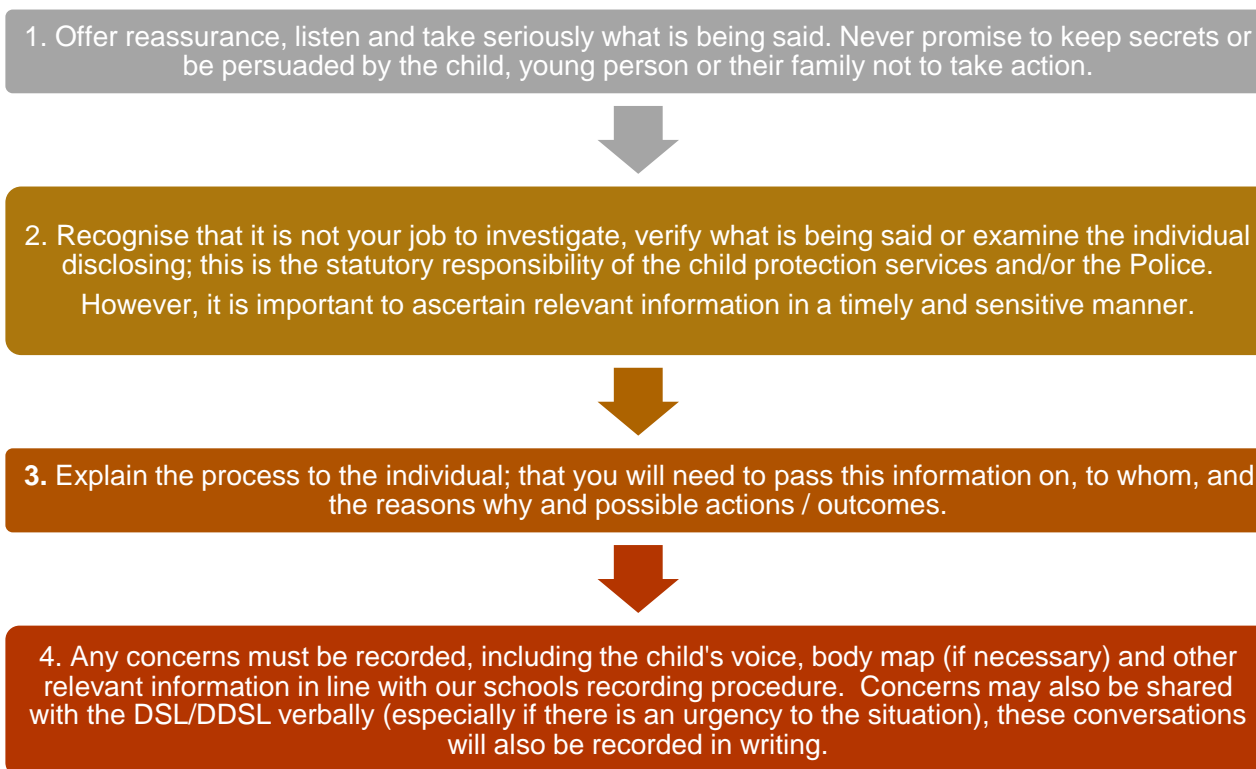 1. Offer reassurance, listen and take seriously what is being said. Never promise to keep secrets or
be persuaded by the child, young person or their family not to take action.
2. Recognise that it is not your job to investigate, verify what is being said or examine the individual
disclosing; this is the statutory responsibility of the child protection services and/or the Police.
However, it is important to ascertain relevant information in a timely and sensitive manner.
3. Explain the process to the individual; that you will need to pass this information on, to whom, and
the reasons why and possible actions / outcomes.
4. Any concerns must be recorded, including the child's voice, body map (if necessary) and other
relevant information in line with our schools recording procedure.  Concerns may also be shared
with the DSL/DDSL verbally (especially if there is an urgency to the situation), these conversations
will also be recorded in writing.